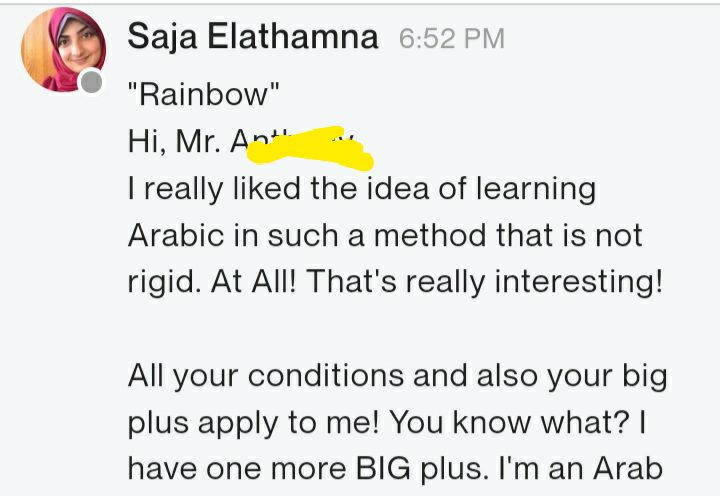 Saja Elathamna 6:52 PM
"Rainbow"
Hi, Mr.
I really liked the idea of learning
Arabic in such a method that is not
rigid. At All! That's really interesting!
All your conditions and also your big
plus apply to me! You know what? I
have one more BIG plus. I'm an Arab